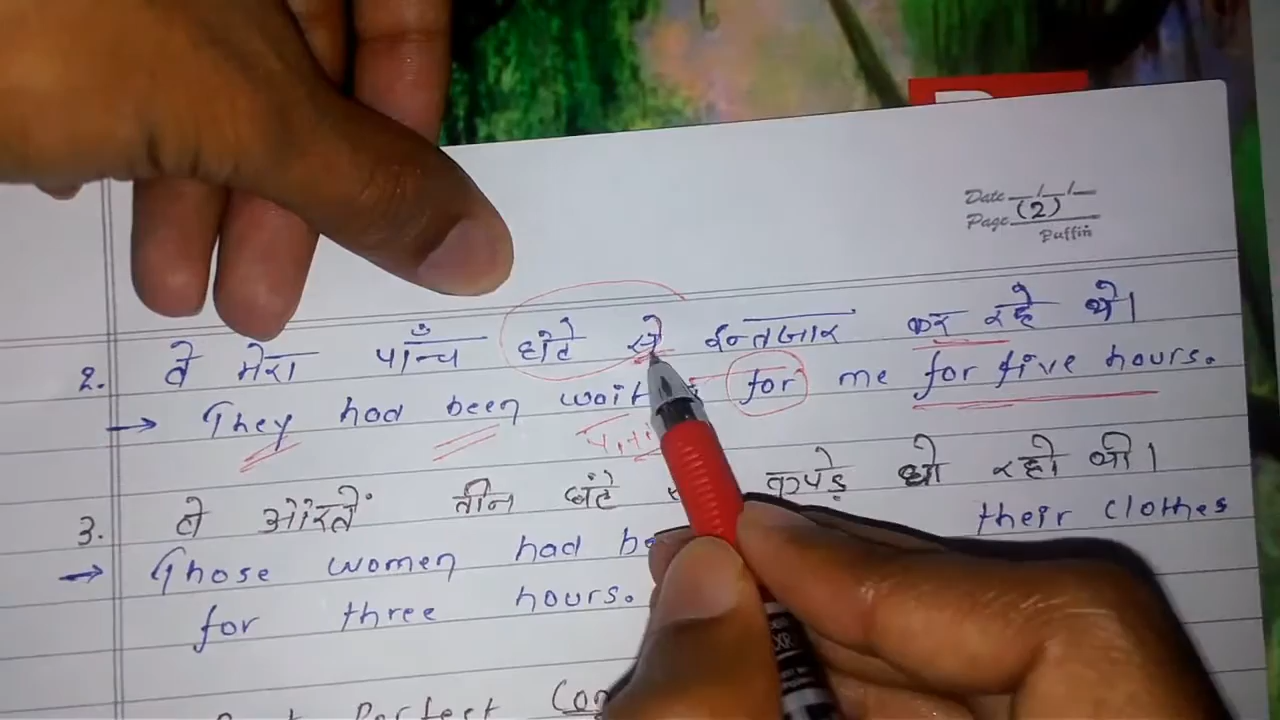 Date
Page (2)
Puffin
2. वे मेरा पाँन्च घंटे से इन्तजार कर रहे थे।
→ They had been for me for five hours.
3. वे औरतें तीन घंटे कपड़े धो रही थी।
→ Those women had their clothes
for three hours.
Perfect